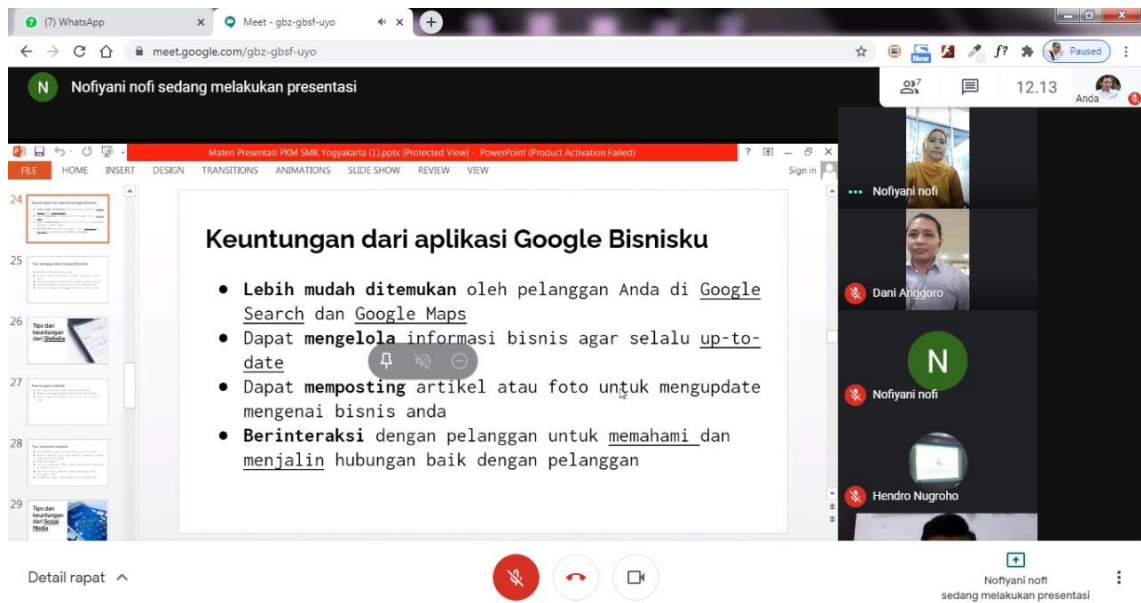 (7) WhatsApp
Meet - gbz-gbsf-uyo
meet.google.com/gbz-gbsf-uyo
New
f?
Paused
N
Nofiyani nofi sedang melakukan presentasi
7
12.13
Anda
Materi Presentasi PKM SMK Yogyakarta (1).pptx [Protected View] - PowerPoint (Product Activation Failed)
FILE HOME INSERT DESIGN TRANSITIONS ANIMATIONS SLIDE SHOW REVIEW VIEW
Sign in
24
25
26
Tips dan
keuntungan
dari Website
27
28
29
Tips dan
keuntungan
dari Sosial
Media
Keuntungan dari aplikasi Google Bisnisku
● Lebih mudah ditemukan oleh pelanggan Anda di Google
Search dan Google Maps
● Dapat mengelola informasi bisnis agar selalu up-to-
date
● Dapat memposting artikel atau foto untuk mengupdate
mengenai bisnis anda
● Berinteraksi dengan pelanggan untuk memahami dan
menjalin hubungan baik dengan pelanggan
Nofiyani nofi
Dani Anggoro
N
Nofiyani nofi
Hendro Nugroho
Detail rapat
Nofiyani nofi
sedang melakukan presentasi